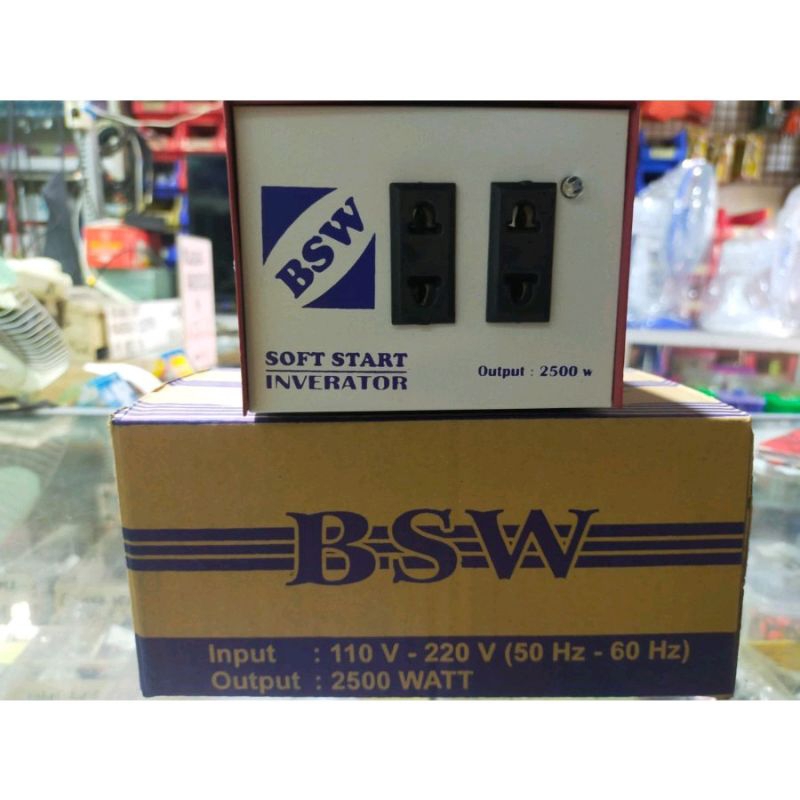 BSW
SOFT START
INVERATOR
Output : 2500 w
BSW
Input : 110 V - 220 V (50 Hz - 60 Hz)
Output : 2500 WATT